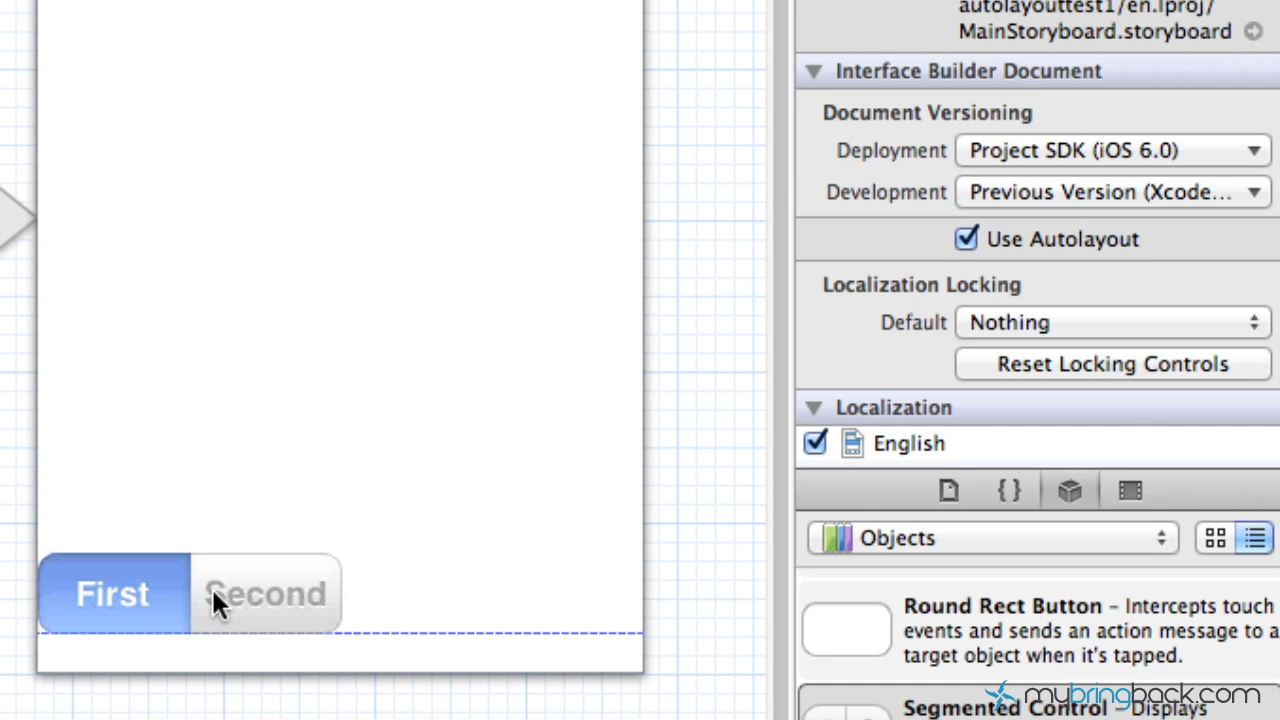 autolayouttest1/en.lproj/
MainStoryboard.storyboard
Interface Builder Document
Document Versioning
Deployment Project SDK (iOS 6.0)
Development Previous Version (Xcode...
Use Autolayout
Localization Locking
Default Nothing
Reset Locking Controls
Localization
English
{ }
Objects
First Second
Round Rect Button – Intercepts touch
events and sends an action message to a
target object when it's tapped.
Segmented Control – Displays
mybringback.com